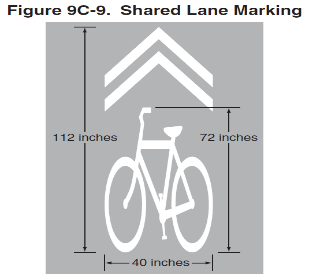 Figure 9C-9. Shared Lane Marking
112 inches
72 inches
40 inches